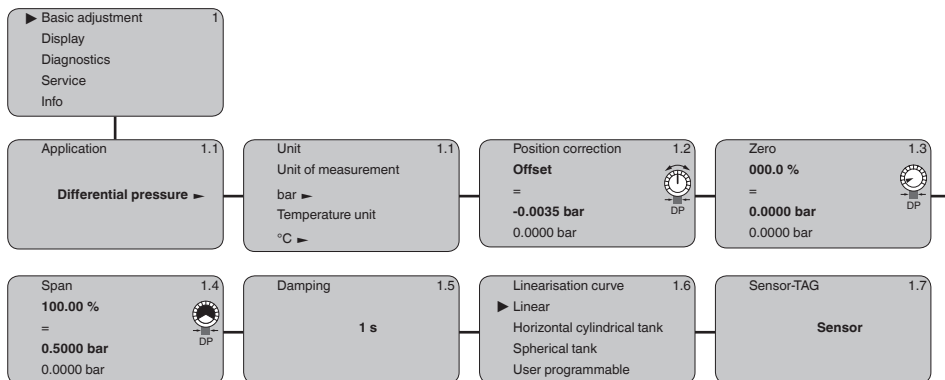 ▶ Basic adjustment 1
Display
Diagnostics
Service
Info
Application 1.1
Differential pressure ►
Unit 1.1
Unit of measurement
bar ►
Temperature unit
°C ►
Position correction 1.2
Offset
=
-0.0035 bar
0.0000 bar
DP
Zero 1.3
000.0 %
=
0.0000 bar
0.0000 bar
DP
Span 1.4
100.00 %
=
0.5000 bar
0.0000 bar
DP
Damping 1.5
1 s
Linearisation curve 1.6
▶ Linear
Horizontal cylindrical tank
Spherical tank
User programmable
Sensor-TAG 1.7
Sensor